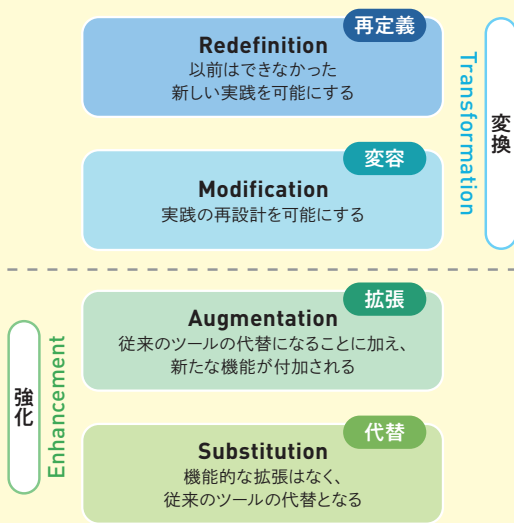 再定義
Redefinition
以前はできなかった
新しい実践を可能にする
Transformation
変換
変容
Modification
実践の再設計を可能にする
拡張
Augmentation
従来のツールの代替になることに加え、
新たな機能が付加される
強化
Enhancement
代替
Substitution
機能的な拡張はなく、
従来のツールの代替となる